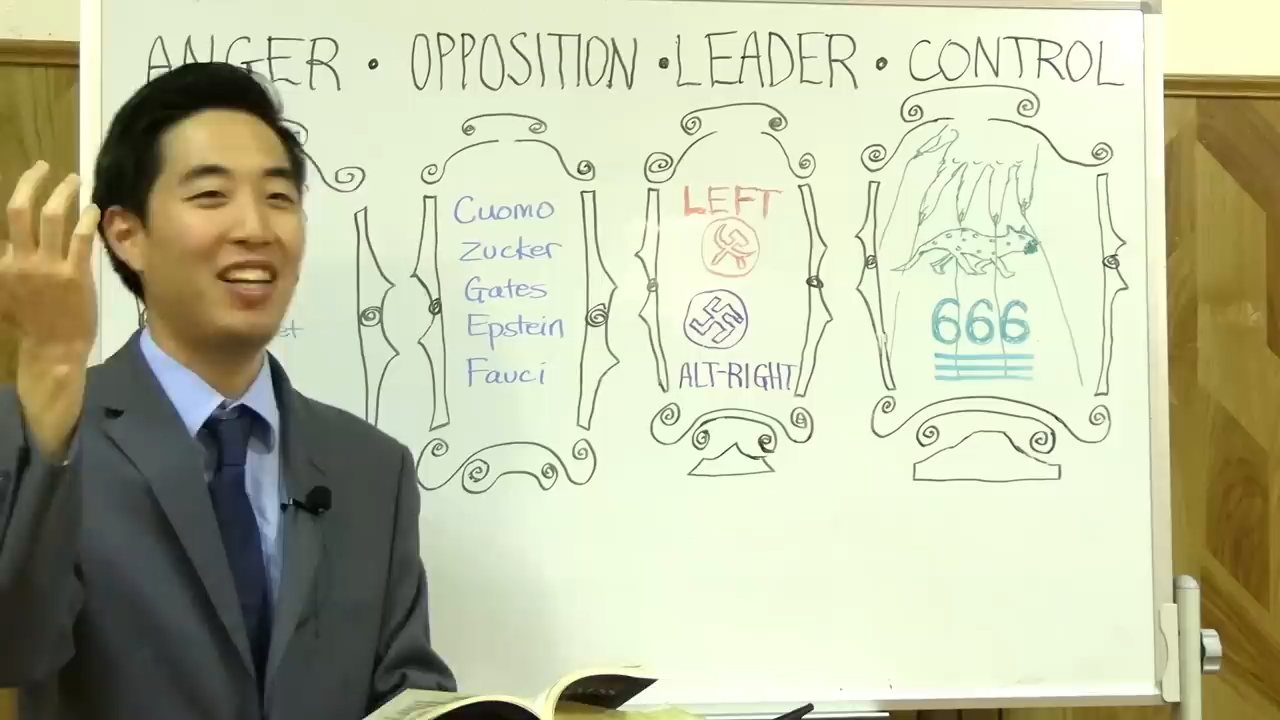 ANGER • OPPOSITION • LEADER • CONTROL
Cuomo
Zucker
Gates
Epstein
Fauci
LEFT
ALT-RIGHT
666